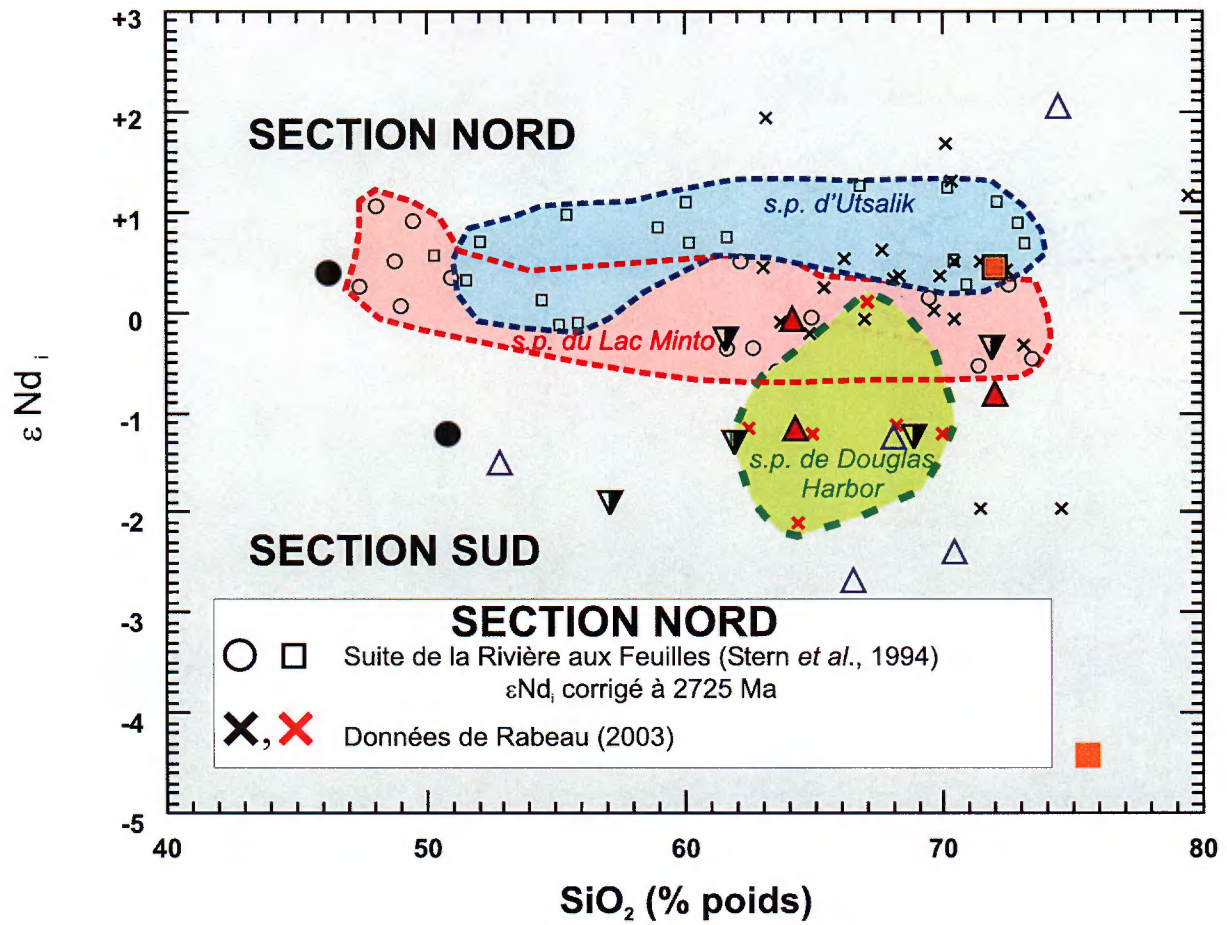 +3
+2
+1
0
-1
-2
-3
-4
-5
ε Nd i
SECTION NORD
s.p. d'Utsalik
s.p. du Lac Minto
s.p. de Douglas
Harbor
SECTION SUD
SECTION NORD
Suite de la Rivière aux Feuilles (Stern et al., 1994)
εNdi corrigé à 2725 Ma
, Données de Rabeau (2003)
40 50 60 70 80
SiO2 (% poids)